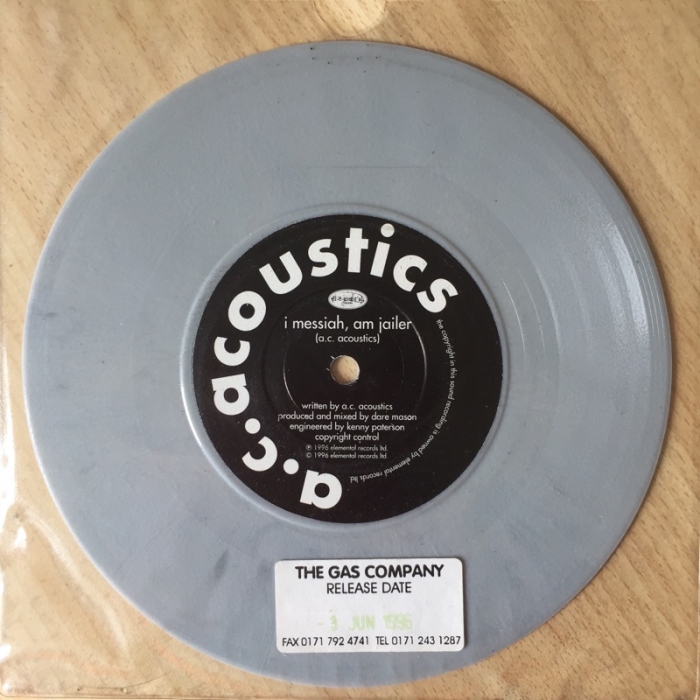 a.c.acoustics
i messiah, am jailer
(a.c. acoustics)
written by a.c. acoustics
produced and mixed by dare mason
engineered by kenny paterson
copyright control
℗ 1996 elemental records ltd.
© 1996 elemental records ltd.
the copyright in this sound recording is owned by elemental records ltd.
THE GAS COMPANY
RELEASE DATE
- 3 JUN 1996
FAX 0171 792 4741 TEL 0171 243 1287